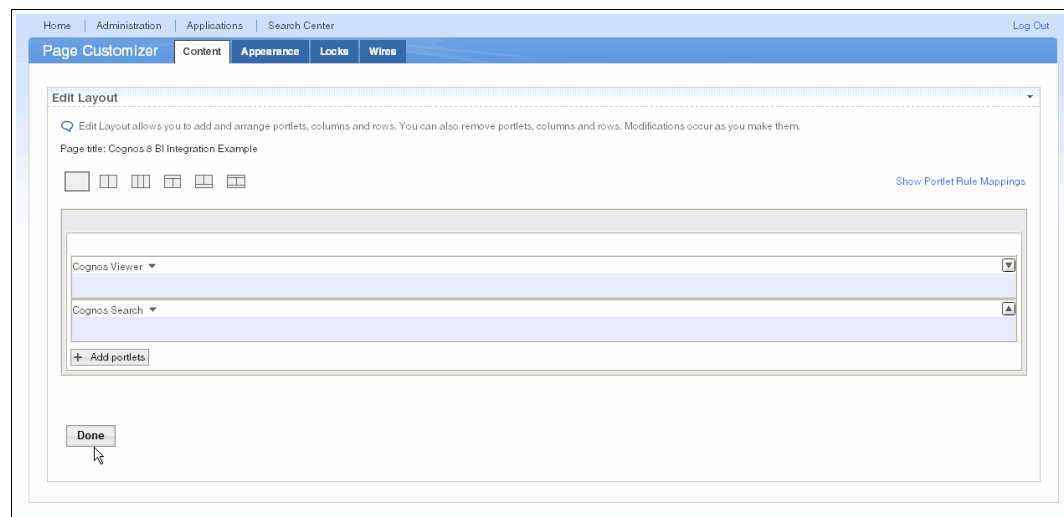 Home | Administration | Applications | Search Center Log Out
Page Customizer Content Appearance Locks Wires
Edit Layout
Edit Layout allows you to add and arrange portlets, columns and rows. You can also remove portlets, columns and rows. Modifications occur as you make them.
Page title: Cognos 8 BI Integration Example
Show Portlet Rule Mappings
Cognos Viewer
Cognos Search
+ Add portlets
Done